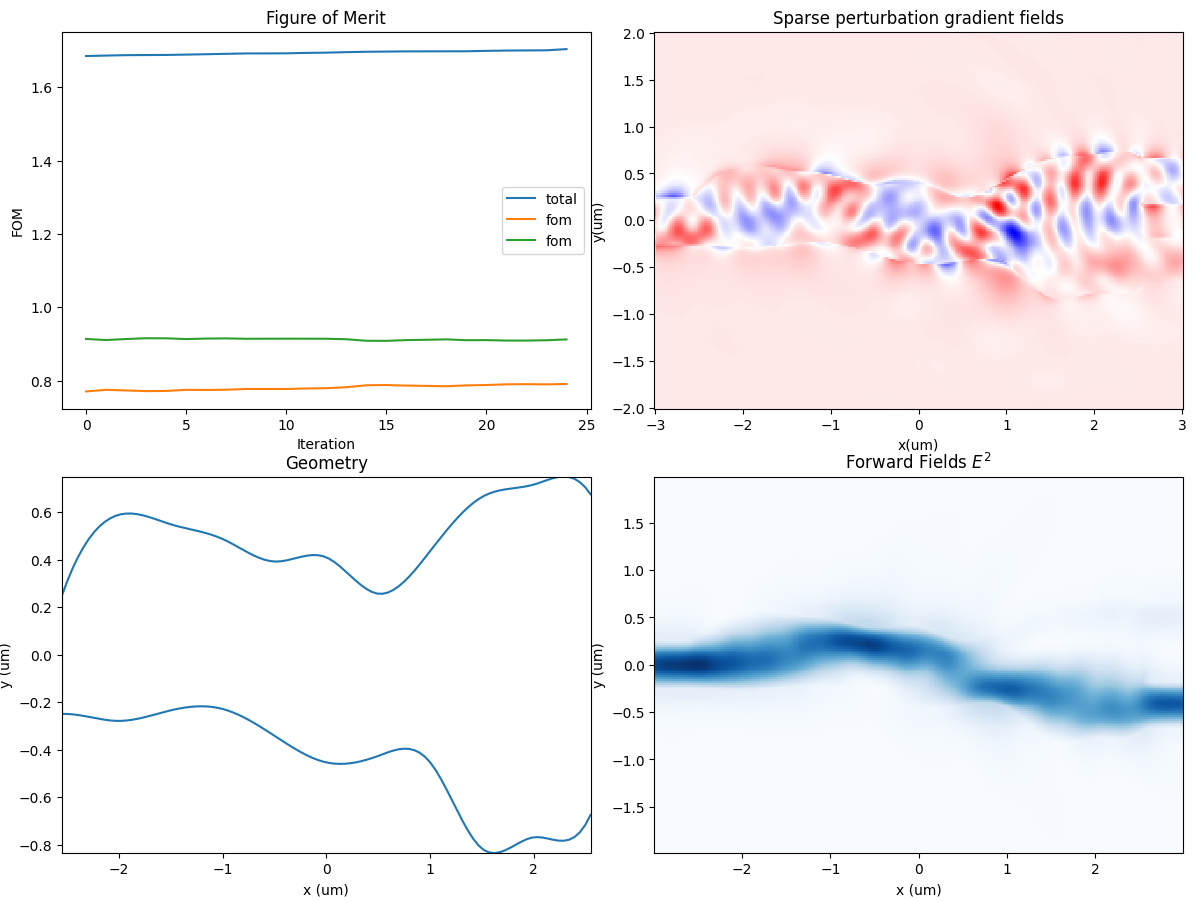 Figure of Merit
FOM
1.6
1.4
1.2
1.0
0.8
total
fom
fom
0 5 10 15 20 25
Iteration
Sparse perturbation gradient fields
y(um)
2.0
1.5
1.0
0.5
0.0
−0.5
−1.0
−1.5
−2.0
−3 −2 −1 0 1 2 3
x(um)
Geometry
y (um)
0.6
0.4
0.2
0.0
−0.2
−0.4
−0.6
−0.8
−2 −1 0 1 2
x (um)
Forward Fields E²
y (um)
1.5
1.0
0.5
0.0
−0.5
−1.0
−1.5
−2 −1 0 1 2
x (um)